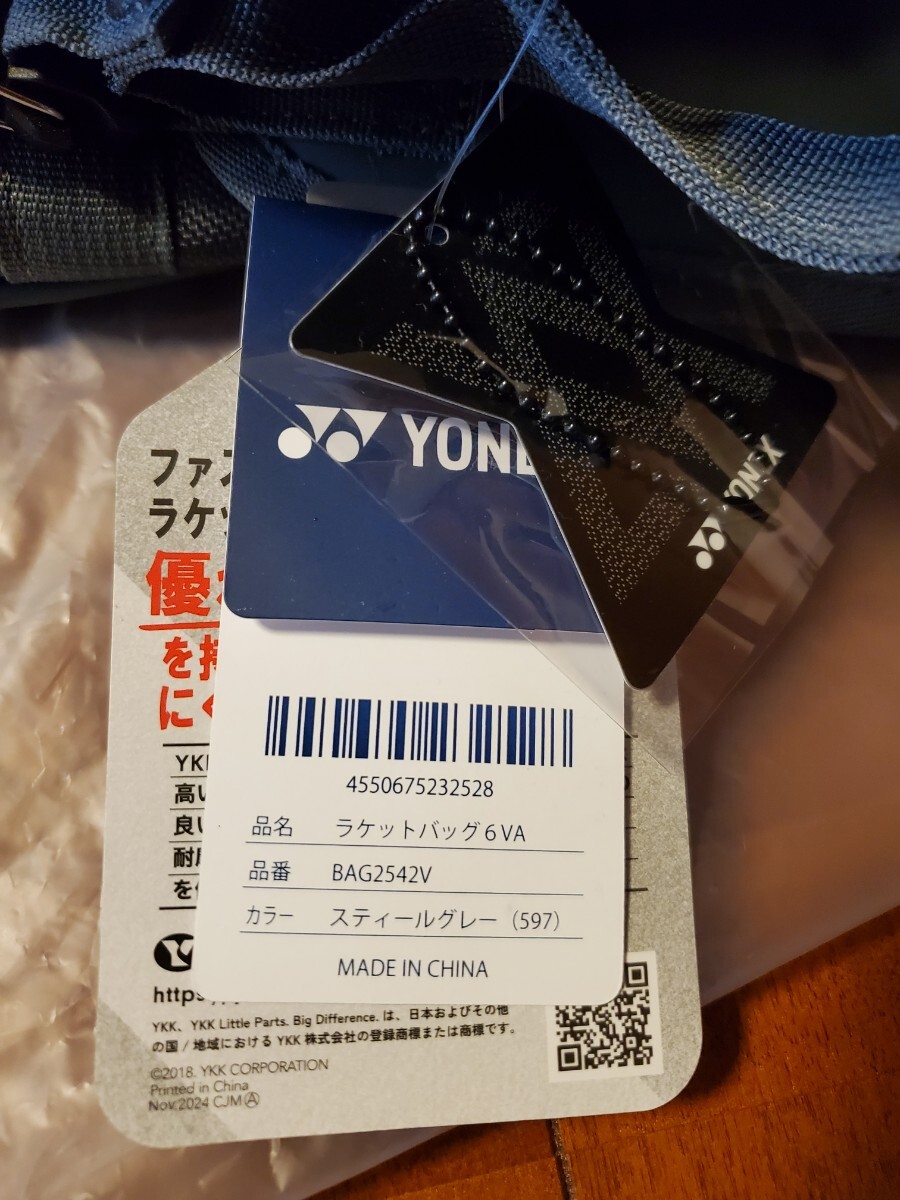 YONE
YONEX
ファス
ラケッ
優
を持
にく
YK
高い
良い
耐
を
4550675232528
品名 ラケットバッグ6VA
品番 BAG2542V
カラー スティールグレー（597）
MADE IN CHINA
http
YKK、YKK Little Parts. Big Difference. は、日本およびその他
の国 / 地域における YKK 株式会社の登録商標または商標です。
©2018. YKK CORPORATION
Printed in China
Nov.2024 CJM Ⓐ